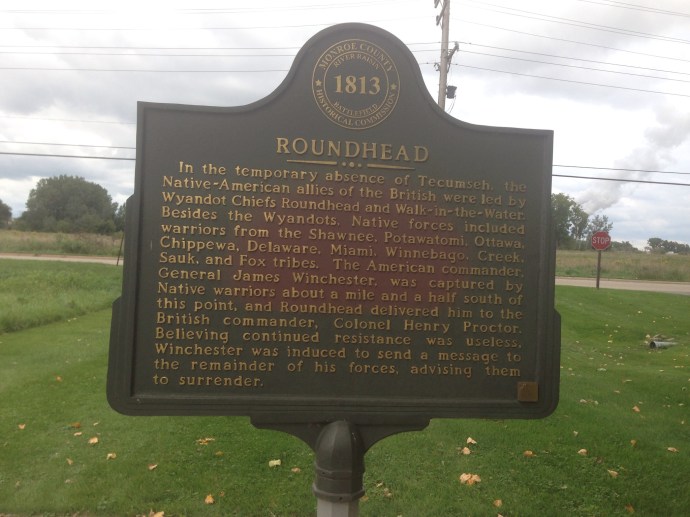 MONROE COUNTY
RIVER RAISIN
1813
BATTLEFIELD
HISTORICAL COMMISSION
ROUNDHEAD
In the temporary absence of Tecumseh, the
Native-American allies of the British were led by
Wyandot Chiefs Roundhead and Walk-in-the-Water.
Besides the Wyandots, Native forces included
warriors from the Shawnee, Potawatomi, Ottawa,
Chippewa, Delaware, Miami, Winnebago, Creek,
Sauk, and Fox tribes. The American commander,
General James Winchester, was captured by
Native warriors about a mile and a half south of
this point, and Roundhead delivered him to the
British commander, Colonel Henry Proctor.
Believing continued resistance was useless,
Winchester was induced to send a message to
the remainder of his forces, advising them
to surrender.
STOP